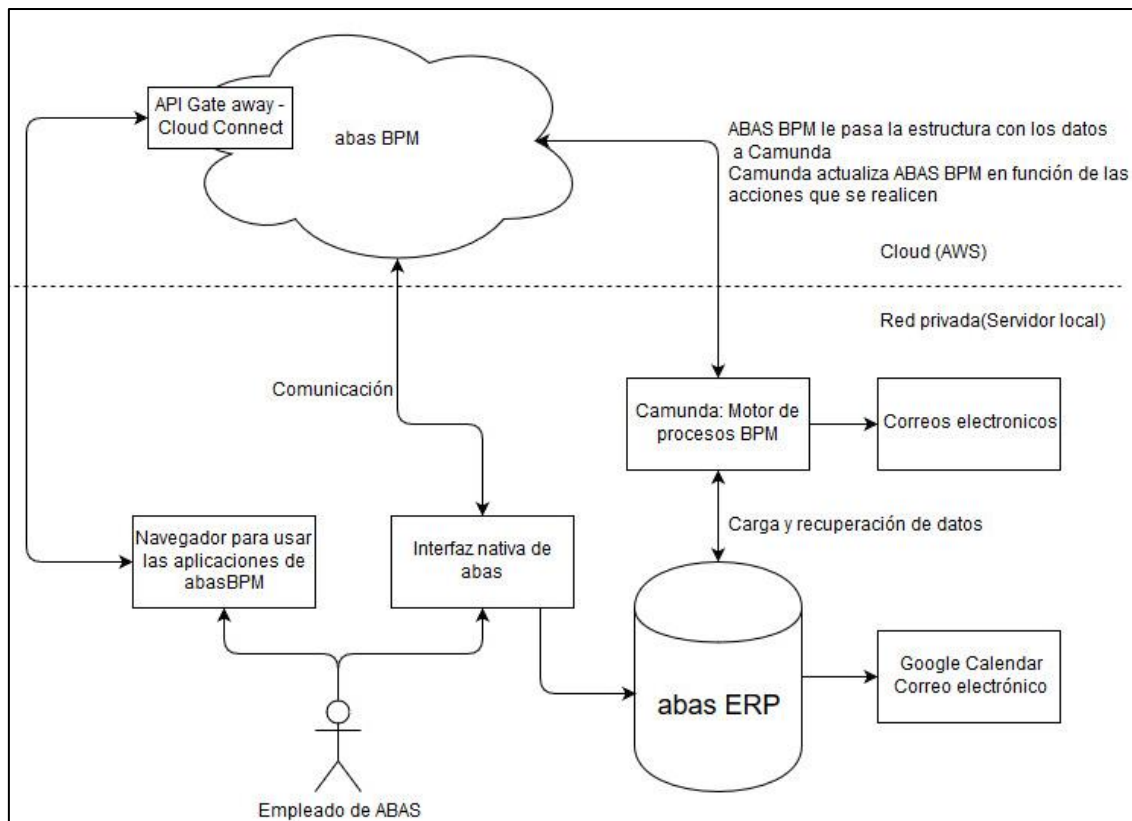 API Gate away -
Cloud Connect
abas BPM
ABAS BPM le pasa la estructura con los datos
a Camunda
Camunda actualiza ABAS BPM en función de las
acciones que se realicen
Cloud (AWS)
Red privada(Servidor local)
Comunicación
Camunda: Motor de
procesos BPM
Correos electronicos
Navegador para usar
las aplicaciones de
abasBPM
Interfaz nativa de
abas
Carga y recuperación de datos
abas ERP
Google Calendar
Correo electrónico
Empleado de ABAS